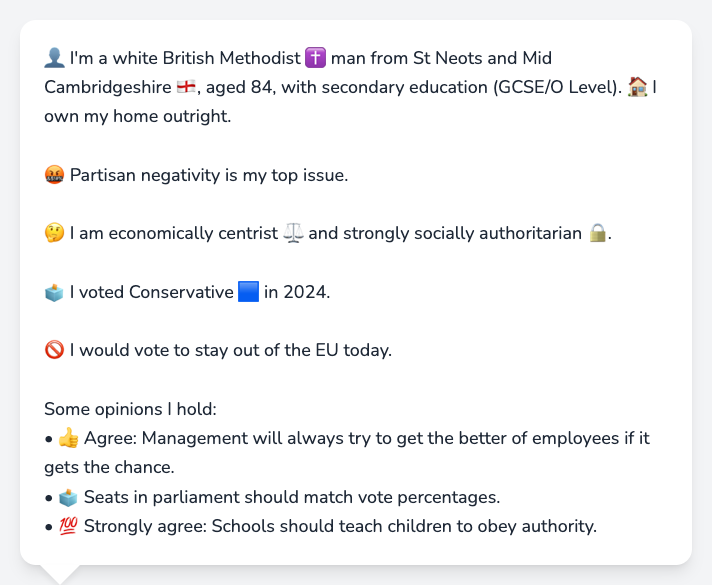 👤 I'm a white British Methodist ✝️ man from St Neots and Mid
Cambridgeshire 🏴󠁧󠁢󠁥󠁮󠁧󠁿, aged 84, with secondary education (GCSE/O Level). 🏠 I
own my home outright.
🤬 Partisan negativity is my top issue.
🤔 I am economically centrist ⚖️ and strongly socially authoritarian 🔒.
🗳️ I voted Conservative 🟦 in 2024.
🚫 I would vote to stay out of the EU today.
Some opinions I hold:
• 👍 Agree: Management will always try to get the better of employees if it
gets the chance.
• 🗳️ Seats in parliament should match vote percentages.
• 💯 Strongly agree: Schools should teach children to obey authority.